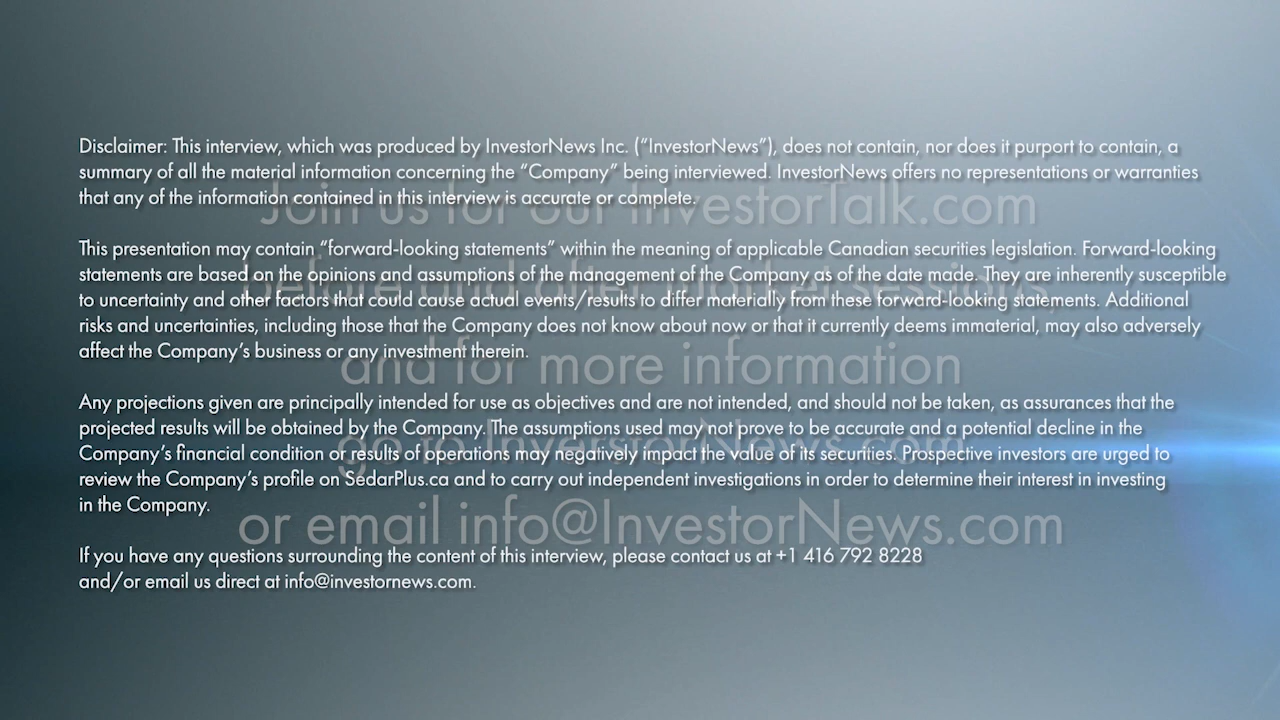 Disclaimer: This interview, which was produced by InvestorNews Inc. (“InvestorNews”), does not contain, nor does it purport to contain, a
summary of all the material information concerning the “Company” being interviewed. InvestorNews offers no representations or warranties
that any of the information contained in this interview is accurate or complete.
This presentation may contain “forward-looking statements” within the meaning of applicable Canadian securities legislation. Forward-looking
statements are based on the opinions and assumptions of the management of the Company as of the date made. They are inherently susceptible
to uncertainty and other factors that could cause actual events/results to differ materially from these forward-looking statements. Additional
risks and uncertainties, including those that the Company does not know about now or that it currently deems immaterial, may also adversely
affect the Company’s business or any investment therein.
Any projections given are principally intended for use as objectives and are not intended, and should not be taken, as assurances that the
projected results will be obtained by the Company. The assumptions used may not prove to be accurate and a potential decline in the
Company’s financial condition or results of operations may negatively impact the value of its securities. Prospective investors are urged to
review the Company’s profile on SedarPlus.ca and to carry out independent investigations in order to determine their interest in investing
in the Company.
If you have any questions surrounding the content of this interview, please contact us at +1 416 792 8228
and/or email us direct at info@investornews.com.
Join us for our InvestorTalk.com
before and after market sessions,
and for more information
go to InverstorNews.com
or email info@InvestorNews.com